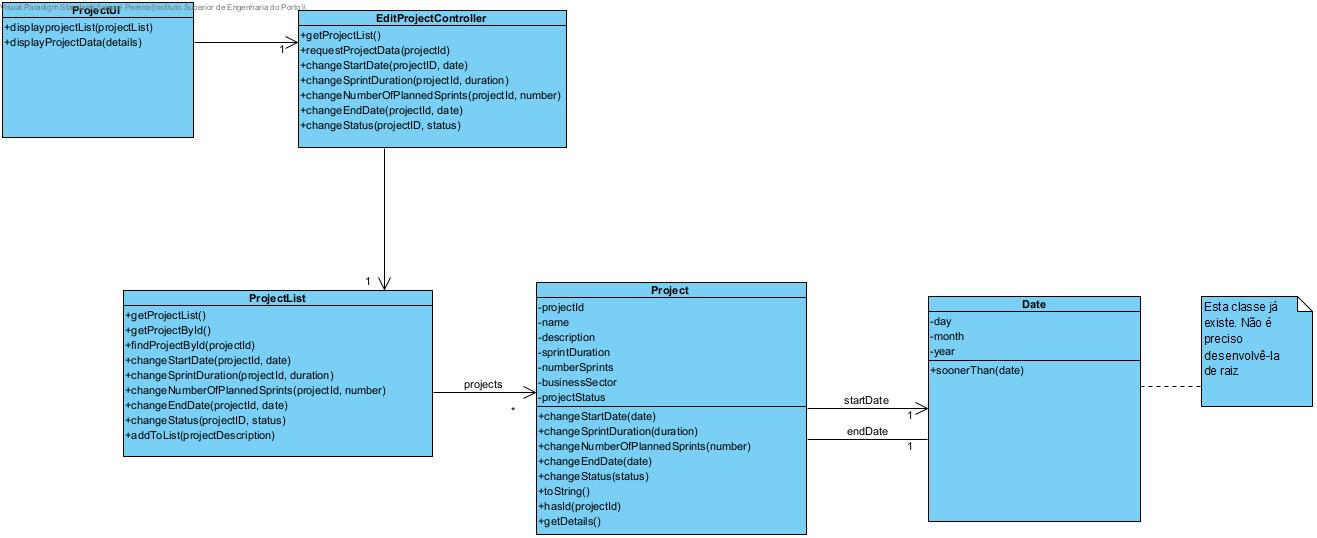 ProjectUI
+displayprojectList(projectList)
+displayProjectData(details)
1
EditProjectController
+getProjectList()
+requestProjectData(projectId)
+changeStartDate(projectID, date)
+changeSprintDuration(projectId, duration)
+changeNumberOfPlannedSprints(projectId, number)
+changeEndDate(projectId, date)
+changeStatus(projectID, status)
1
ProjectList
+getProjectList()
+getProjectById()
+findProjectById(projectId)
+changeStartDate(projectId, date)
+changeSprintDuration(projectId, duration)
+changeNumberOfPlannedSprints(projectId, number)
+changeEndDate(projectId, date)
+changeStatus(projectID, status)
+addToList(projectDescription)
projects
*
Project
-projectId
-name
-description
-sprintDuration
-numberSprints
-businessSector
-projectStatus
+changeStartDate(date)
+changeSprintDuration(duration)
+changeNumberOfPlannedSprints(number)
+changeEndDate(date)
+changeStatus(status)
+toString()
+hasId(projectId)
+getDetails()
startDate
1
endDate
1
Date
-day
-month
-year
+soonerThan(date)
Esta classe já
existe. Não é
preciso
desenvolvê-la
de raiz
Visual Paradigm Pereira(Instituto Superior de Engenharia do Porto)